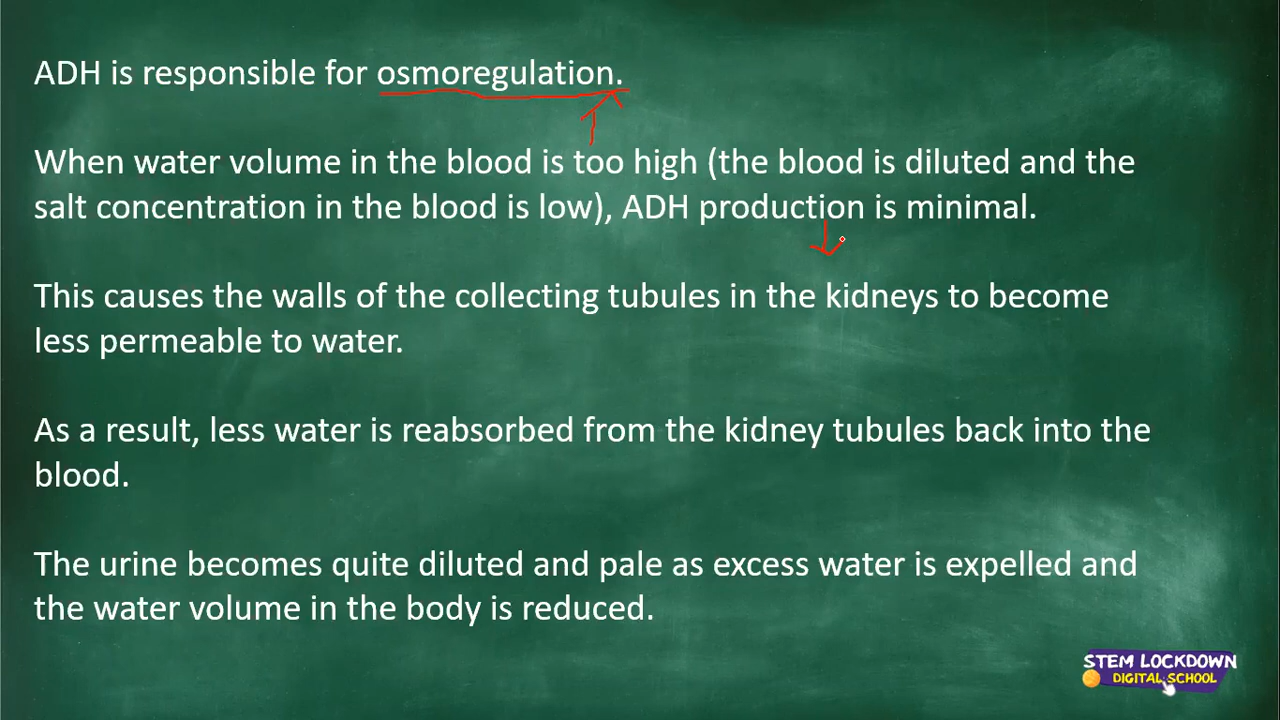 ADH is responsible for osmoregulation.
When water volume in the blood is too high (the blood is diluted and the
salt concentration in the blood is low), ADH production is minimal.
This causes the walls of the collecting tubules in the kidneys to become
less permeable to water.
As a result, less water is reabsorbed from the kidney tubules back into the
blood.
The urine becomes quite diluted and pale as excess water is expelled and
the water volume in the body is reduced.
STEM LOCKDOWN
DIGITAL SCHOOL